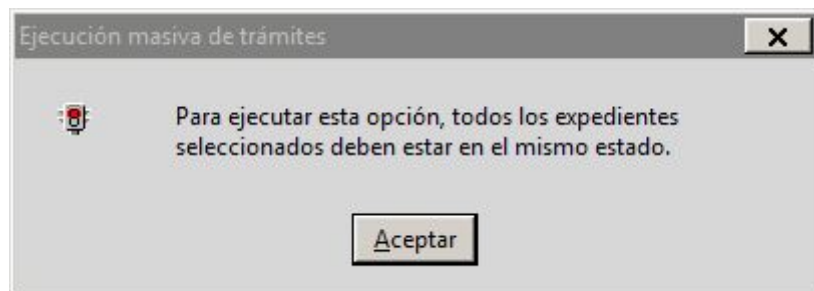 Ejecución masiva de trámites
Para ejecutar esta opción, todos los expedientes
seleccionados deben estar en el mismo estado.
Aceptar